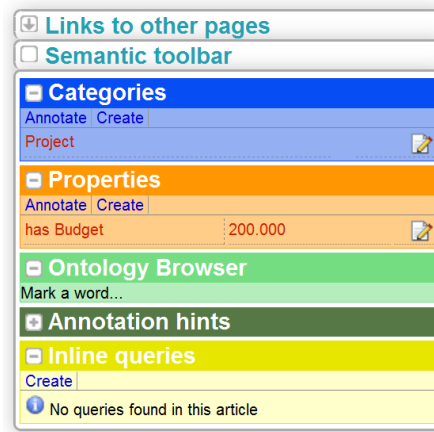 Links to other pages
Semantic toolbar
Categories
Annotate Create
Project
Properties
Annotate Create
has Budget 200.000
Ontology Browser
Mark a word...
Annotation hints
Inline queries
Create
No queries found in this article